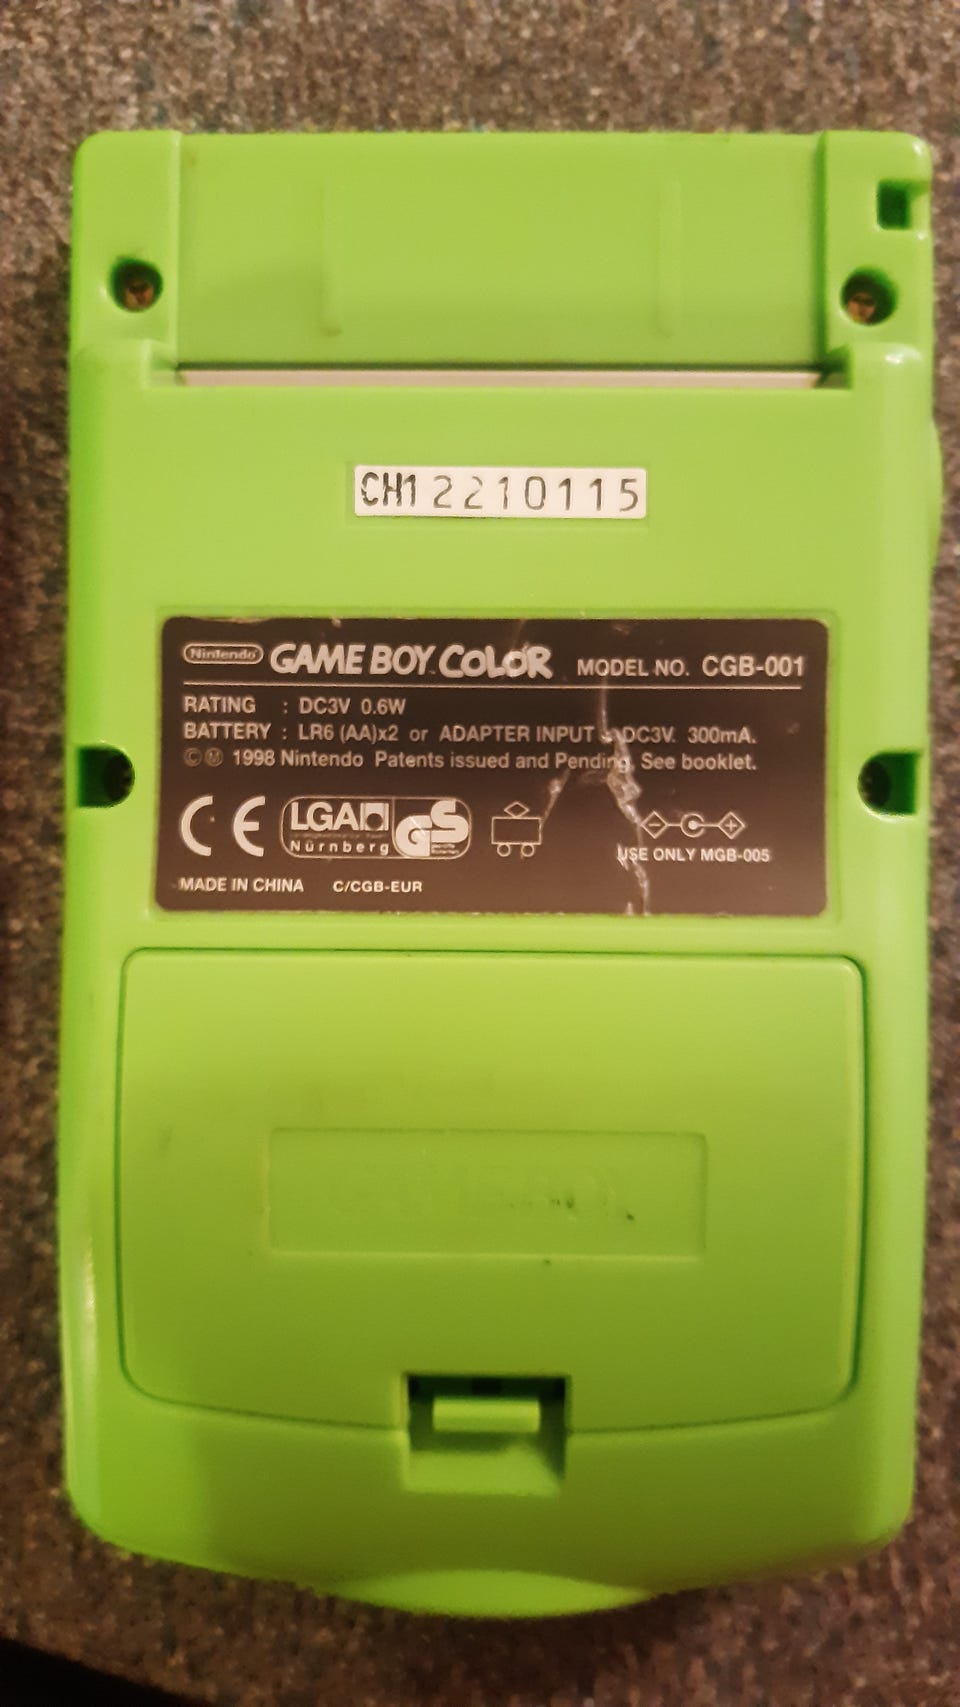 CH12210115
Nintendo GAME BOY COLOR MODEL NO. CGB-001
RATING : DC3V 0.6W
BATTERY : LR6 (AA)x2 or ADAPTER INPUT : DC3V. 300mA.
©Ⓜ 1998 Nintendo Patents issued and Pending. See booklet.
CE LGA GS
Nürnberg
USE ONLY MGB-005
MADE IN CHINA C/CGB-EUR
GAME BOY